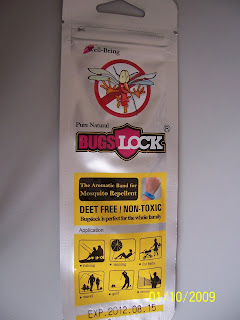 Well-Being
Pure Natural
BUGSLOCK®
The Aromatic Band for
Mosquito Repellent
DEET FREE / NON-TOXIC
Bugslock is perfect for the whole family
Application
01/10/2009
EXP.2012.08.15